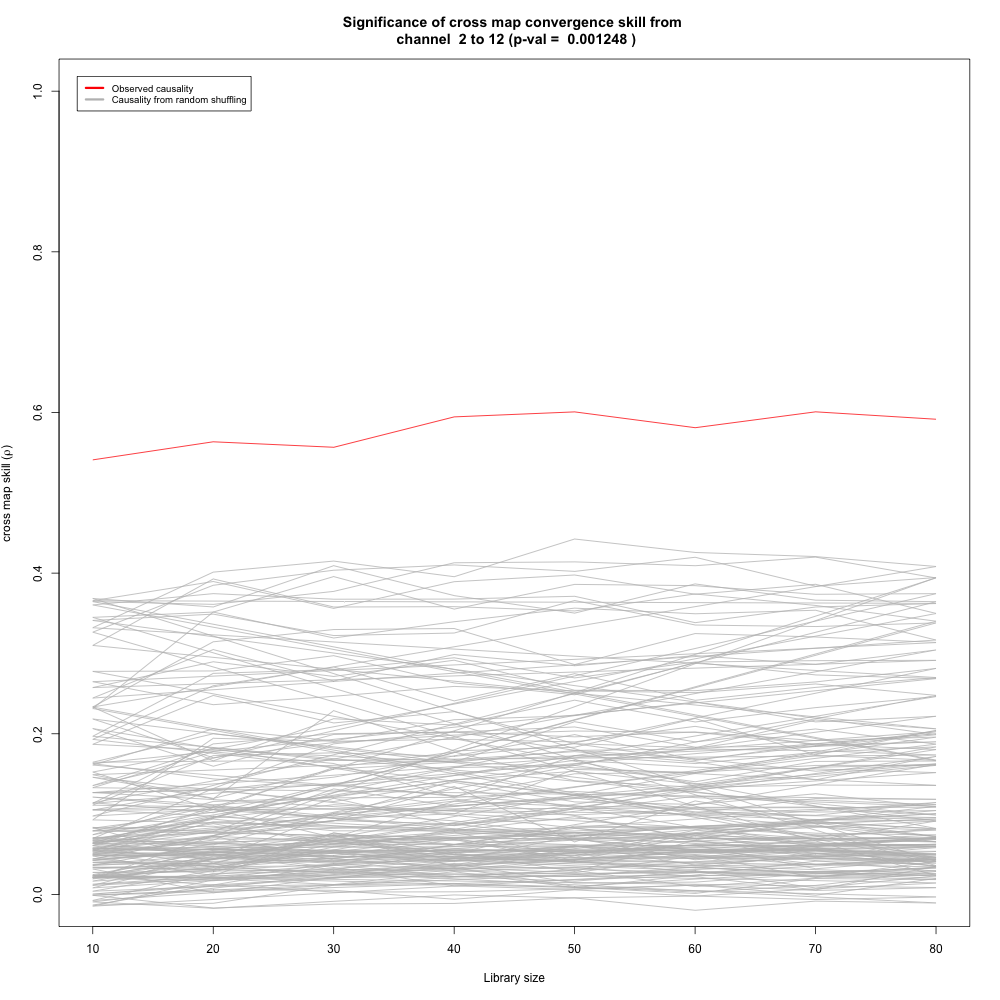 Significance of cross map convergence skill from
channel  2 to 12 (p-val =  0.001248 )
Observed causality
Causality from random shuffling
cross map skill (ρ)
1.0
0.8
0.6
0.4
0.2
0.0
10 20 30 40 50 60 70 80
Library size